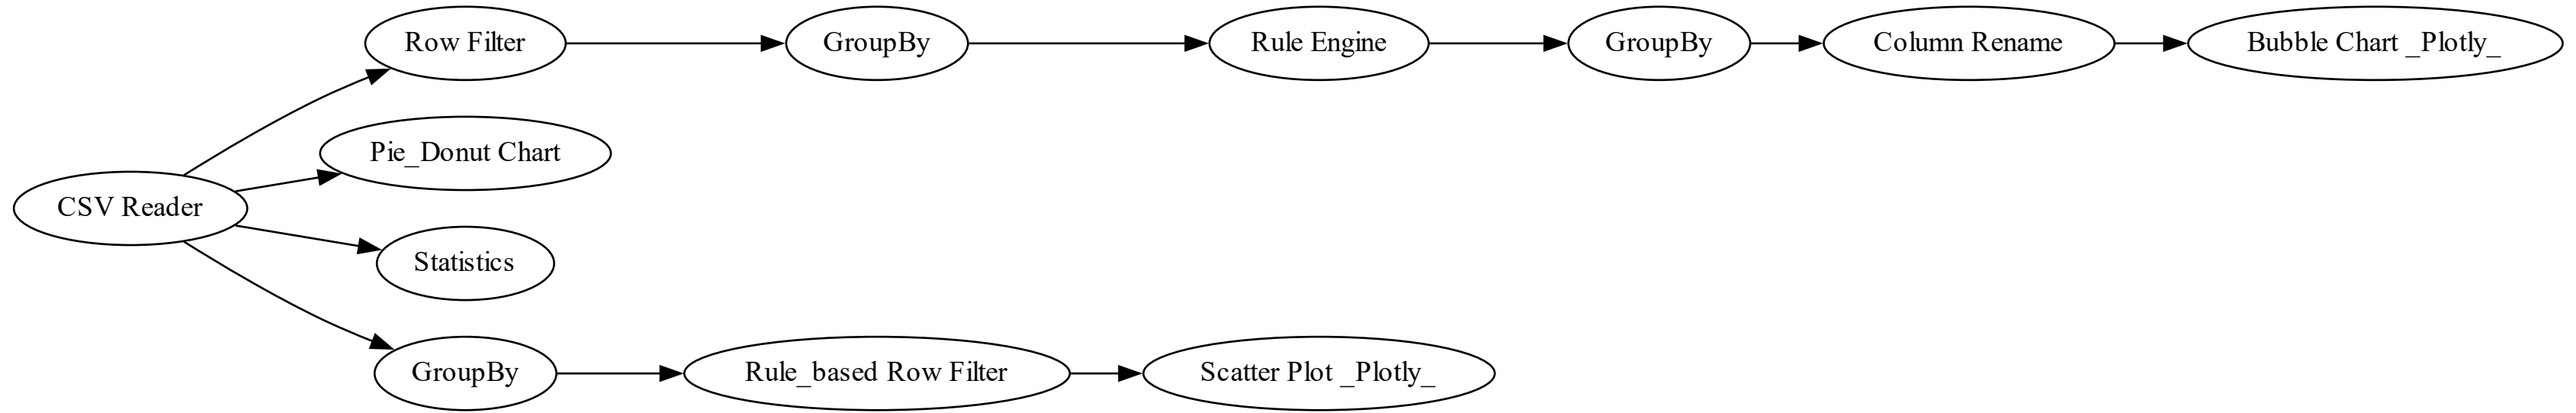 Row Filter
GroupBy
Rule Engine
GroupBy
Column Rename
Bubble Chart _Plotly_
Pie_Donut Chart
CSV Reader
Statistics
GroupBy
Rule_based Row Filter
Scatter Plot _Plotly_